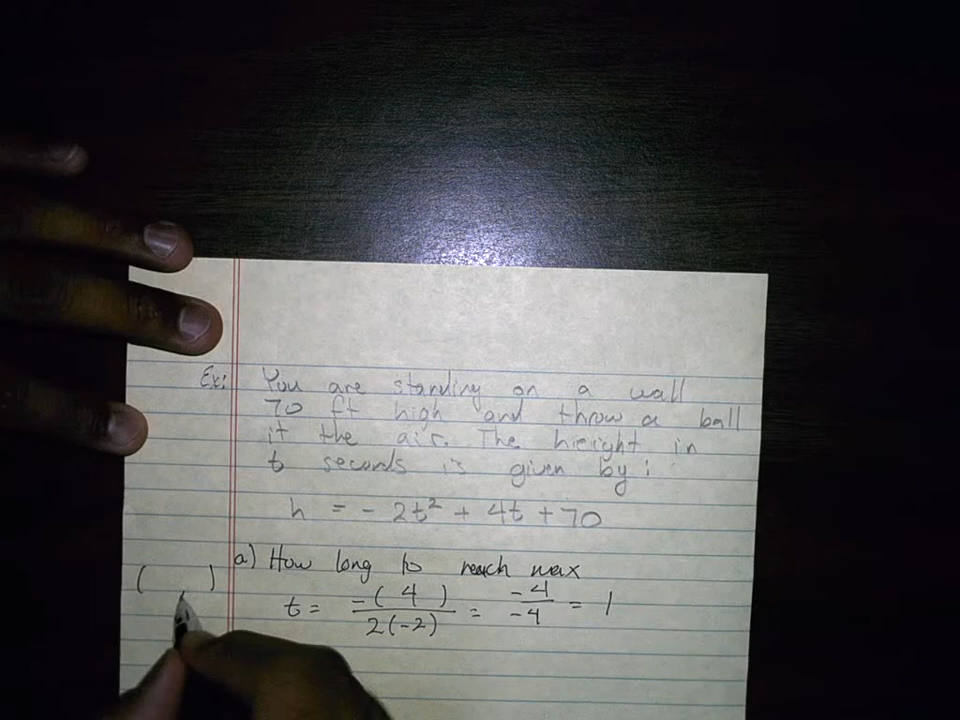 Ex: You are standing on a wall
70 ft high and throw a ball
it the air. The hieight in
t seconds is given by:
h = - 2t² + 4t + 70
a) How long to reach max
t = -( 4 ) / 2(-2) = -4 / -4 = 1
( , )